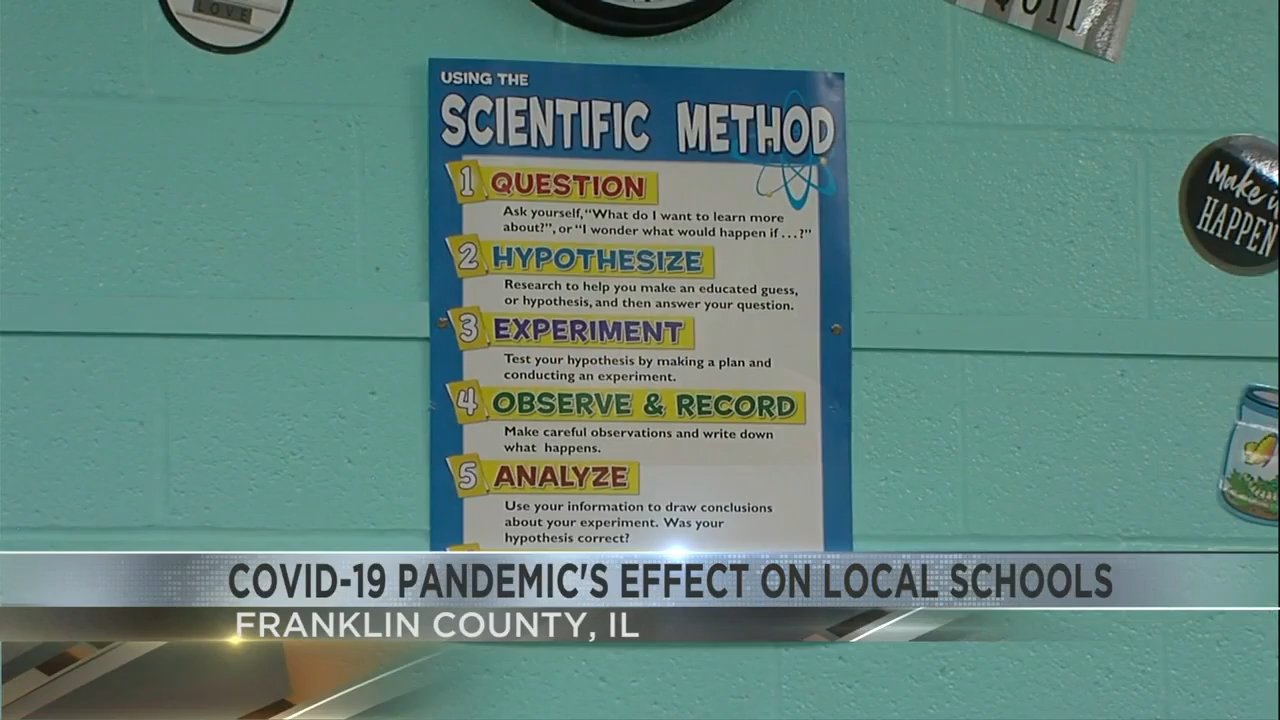 LOVE
USING THE
SCIENTIFIC METHOD
1 QUESTION
Ask yourself, “What do I want to learn more
about?”, or “I wonder what would happen if . . . ?”
2 HYPOTHESIZE
Research to help you make an educated guess,
or hypothesis, and then answer your question.
3 EXPERIMENT
Test your hypothesis by making a plan and
conducting an experiment.
4 OBSERVE & RECORD
Make careful observations and write down
what happens.
5 ANALYZE
Use your information to draw conclusions
about your experiment. Was your
hypothesis correct?
Make
HAPPEN
COVID-19 PANDEMIC'S EFFECT ON LOCAL SCHOOLS
FRANKLIN COUNTY, IL